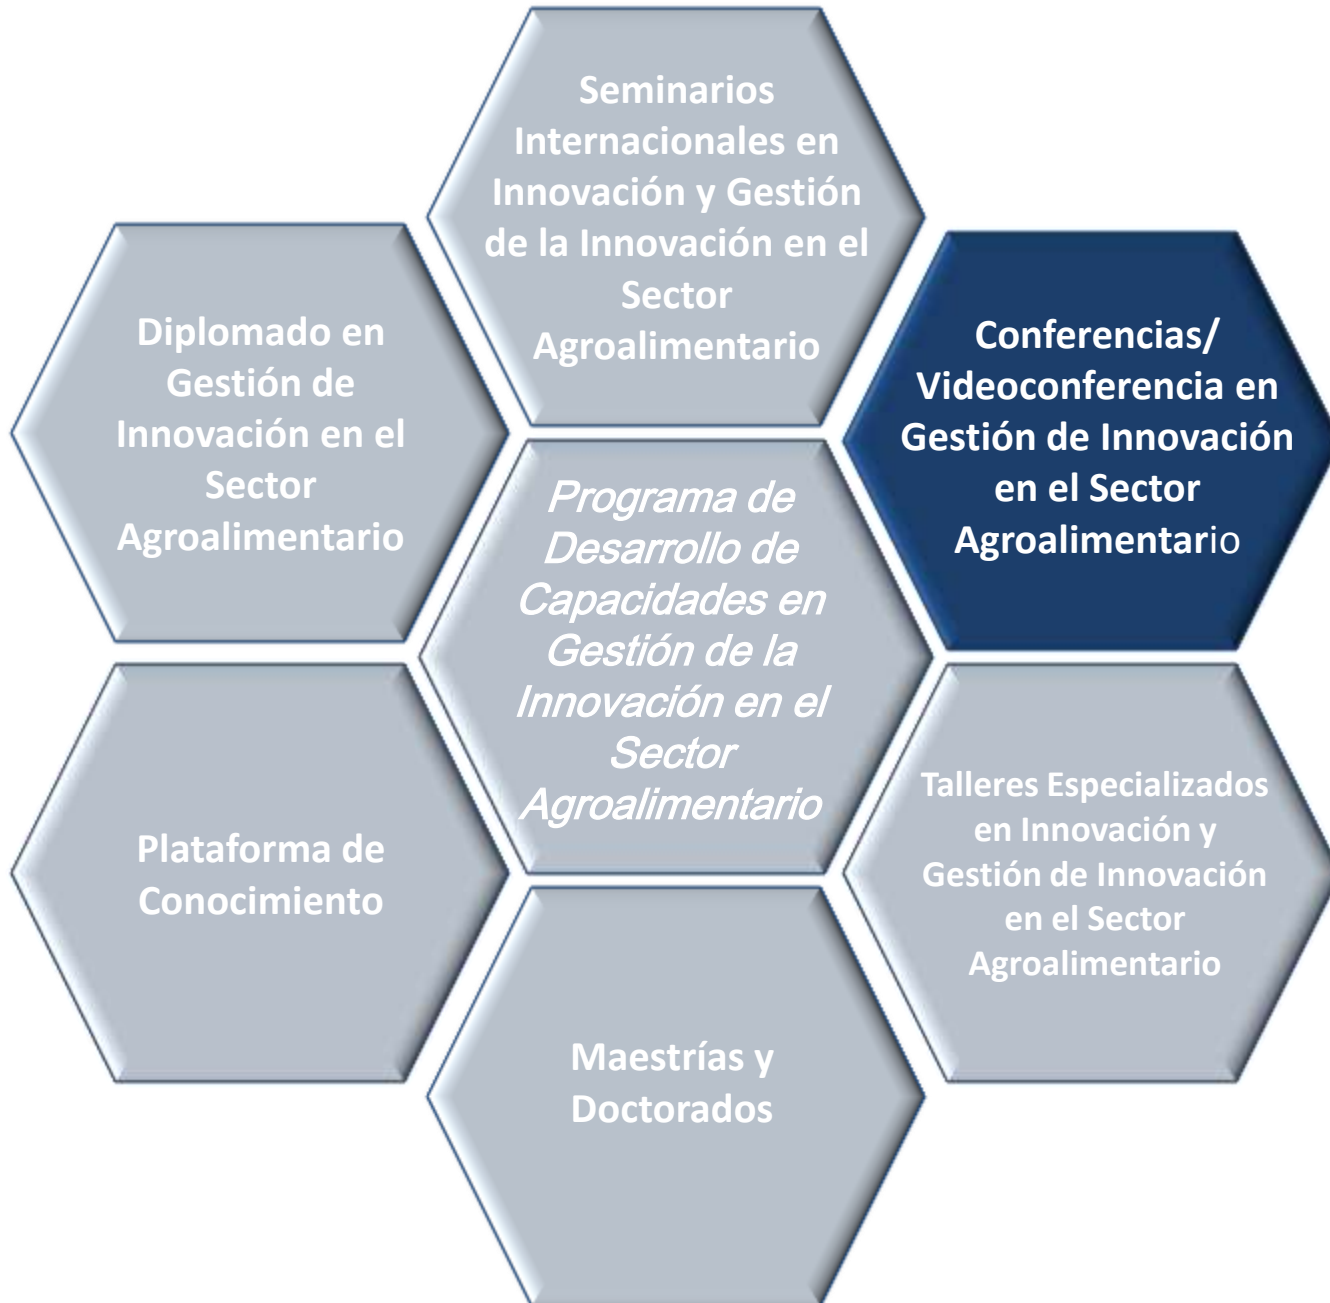 Seminarios
Internacionales en
Innovación y Gestión
de la Innovación en el
Sector
Agroalimentario
Diplomado en
Gestión de
Innovación en el
Sector
Agroalimentario
Conferencias/
Videoconferencia en
Gestión de Innovación
en el Sector
Agroalimentario
Programa de
Desarrollo de
Capacidades en
Gestión de la
Innovación en el
Sector
Agroalimentario
Plataforma de
Conocimiento
Talleres Especializados
en Innovación y
Gestión de Innovación
en el Sector
Agroalimentario
Maestrías y
Doctorados